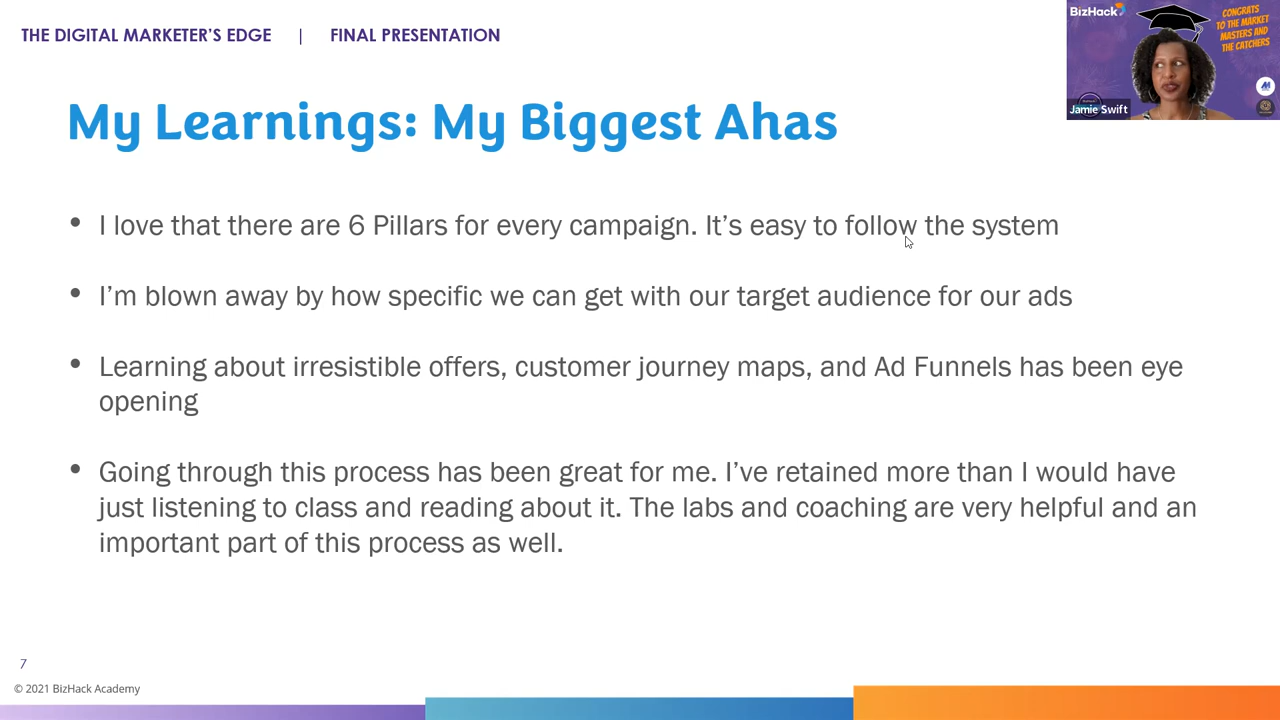 THE DIGITAL MARKETER'S EDGE | FINAL PRESENTATION
BizHack
CONGRATS
TO THE MARKET
MASTERS AND
THE CATCHERS
Jamie Swift
My Learnings: My Biggest Ahas
• I love that there are 6 Pillars for every campaign. It's easy to follow the system
• I'm blown away by how specific we can get with our target audience for our ads
• Learning about irresistible offers, customer journey maps, and Ad Funnels has been eye
opening
• Going through this process has been great for me. I've retained more than I would have
just listening to class and reading about it. The labs and coaching are very helpful and an
important part of this process as well.
7
© 2021 BizHack Academy